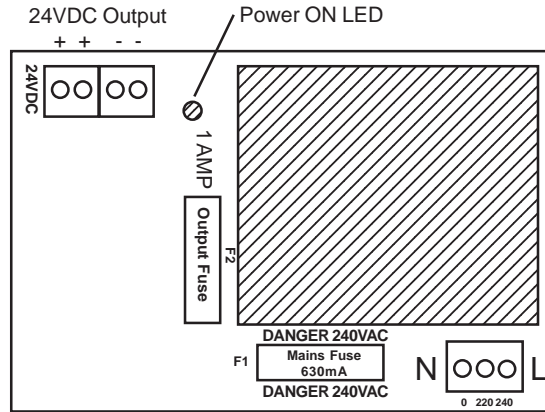 24VDC Output
Power ON LED
+ + - -
24VDC
1 AMP
Output Fuse
F2
DANGER 240VAC
F1
Mains Fuse
630mA
DANGER 240VAC
N
L
0 220 240